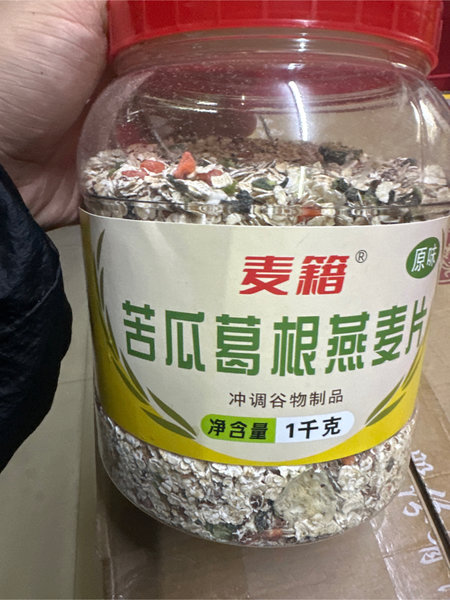 麦籍®
原味
苦瓜葛根燕麦片
冲调谷物制品
净含量 1千克